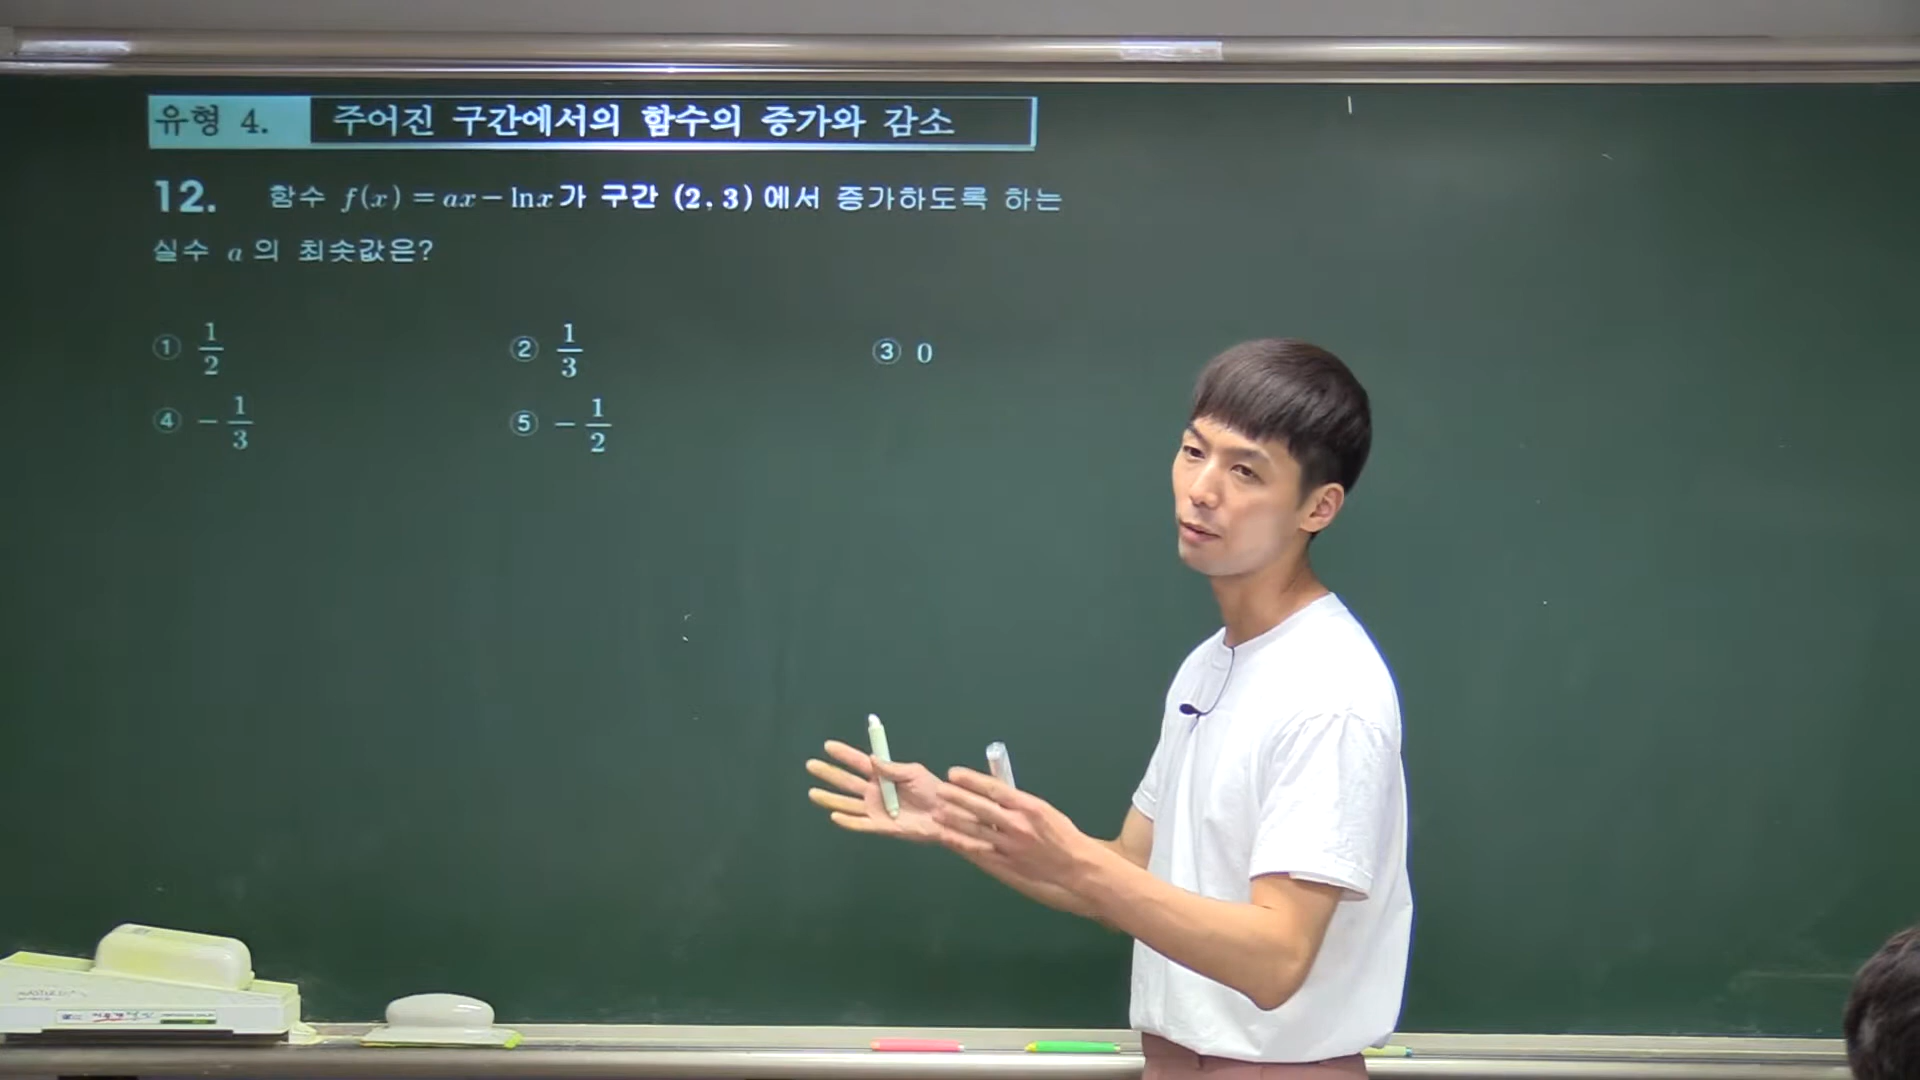 유형 4. 주어진 구간에서의 함수의 증가와 감소
12. 함수 f(x) = ax - lnx가 구간 (2, 3)에서 증가하도록 하는
실수 a의 최솟값은?
① 1/2 ② 1/3 ③ 0
④ -1/3 ⑤ -1/2